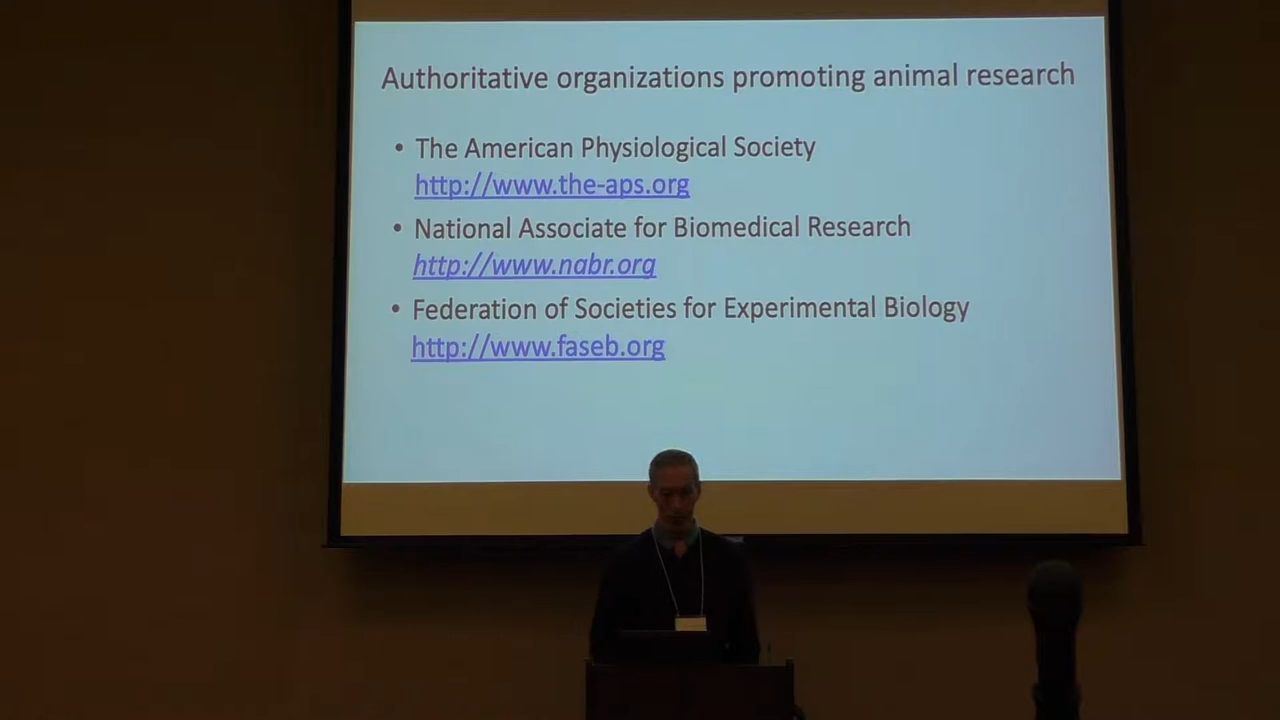 Authoritative organizations promoting animal research
• The American Physiological Society
http://www.the-aps.org
• National Associate for Biomedical Research
http://www.nabr.org
• Federation of Societies for Experimental Biology
http://www.faseb.org